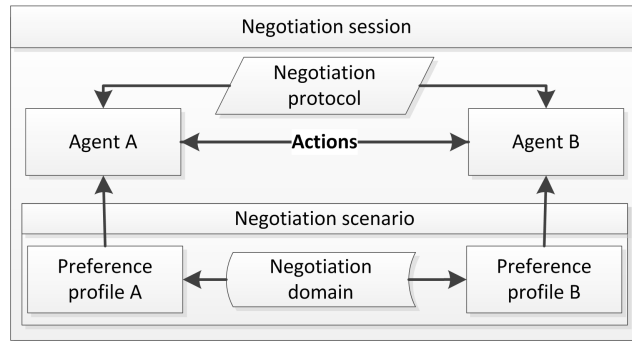 Negotiation session
Negotiation
protocol
Agent A
Actions
Agent B
Negotiation scenario
Preference
profile A
Negotiation
domain
Preference
profile B